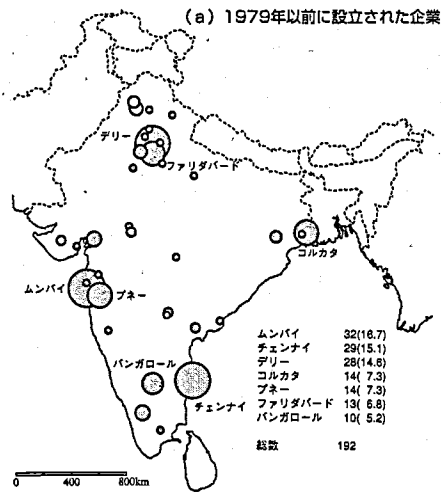 (a) 1979年以前に設立された企業
デリー
ファリダバード
コルカタ
ムンバイ
プネー
バンガロール
チェンナイ
ムンバイ 32(16.7)
チェンナイ 29(15.1)
デリー 28(14.6)
コルカタ 14( 7.3)
プネー 14( 7.3)
ファリダバード 13( 6.8)
バンガロール 10( 5.2)
総数 192
0 400 800km